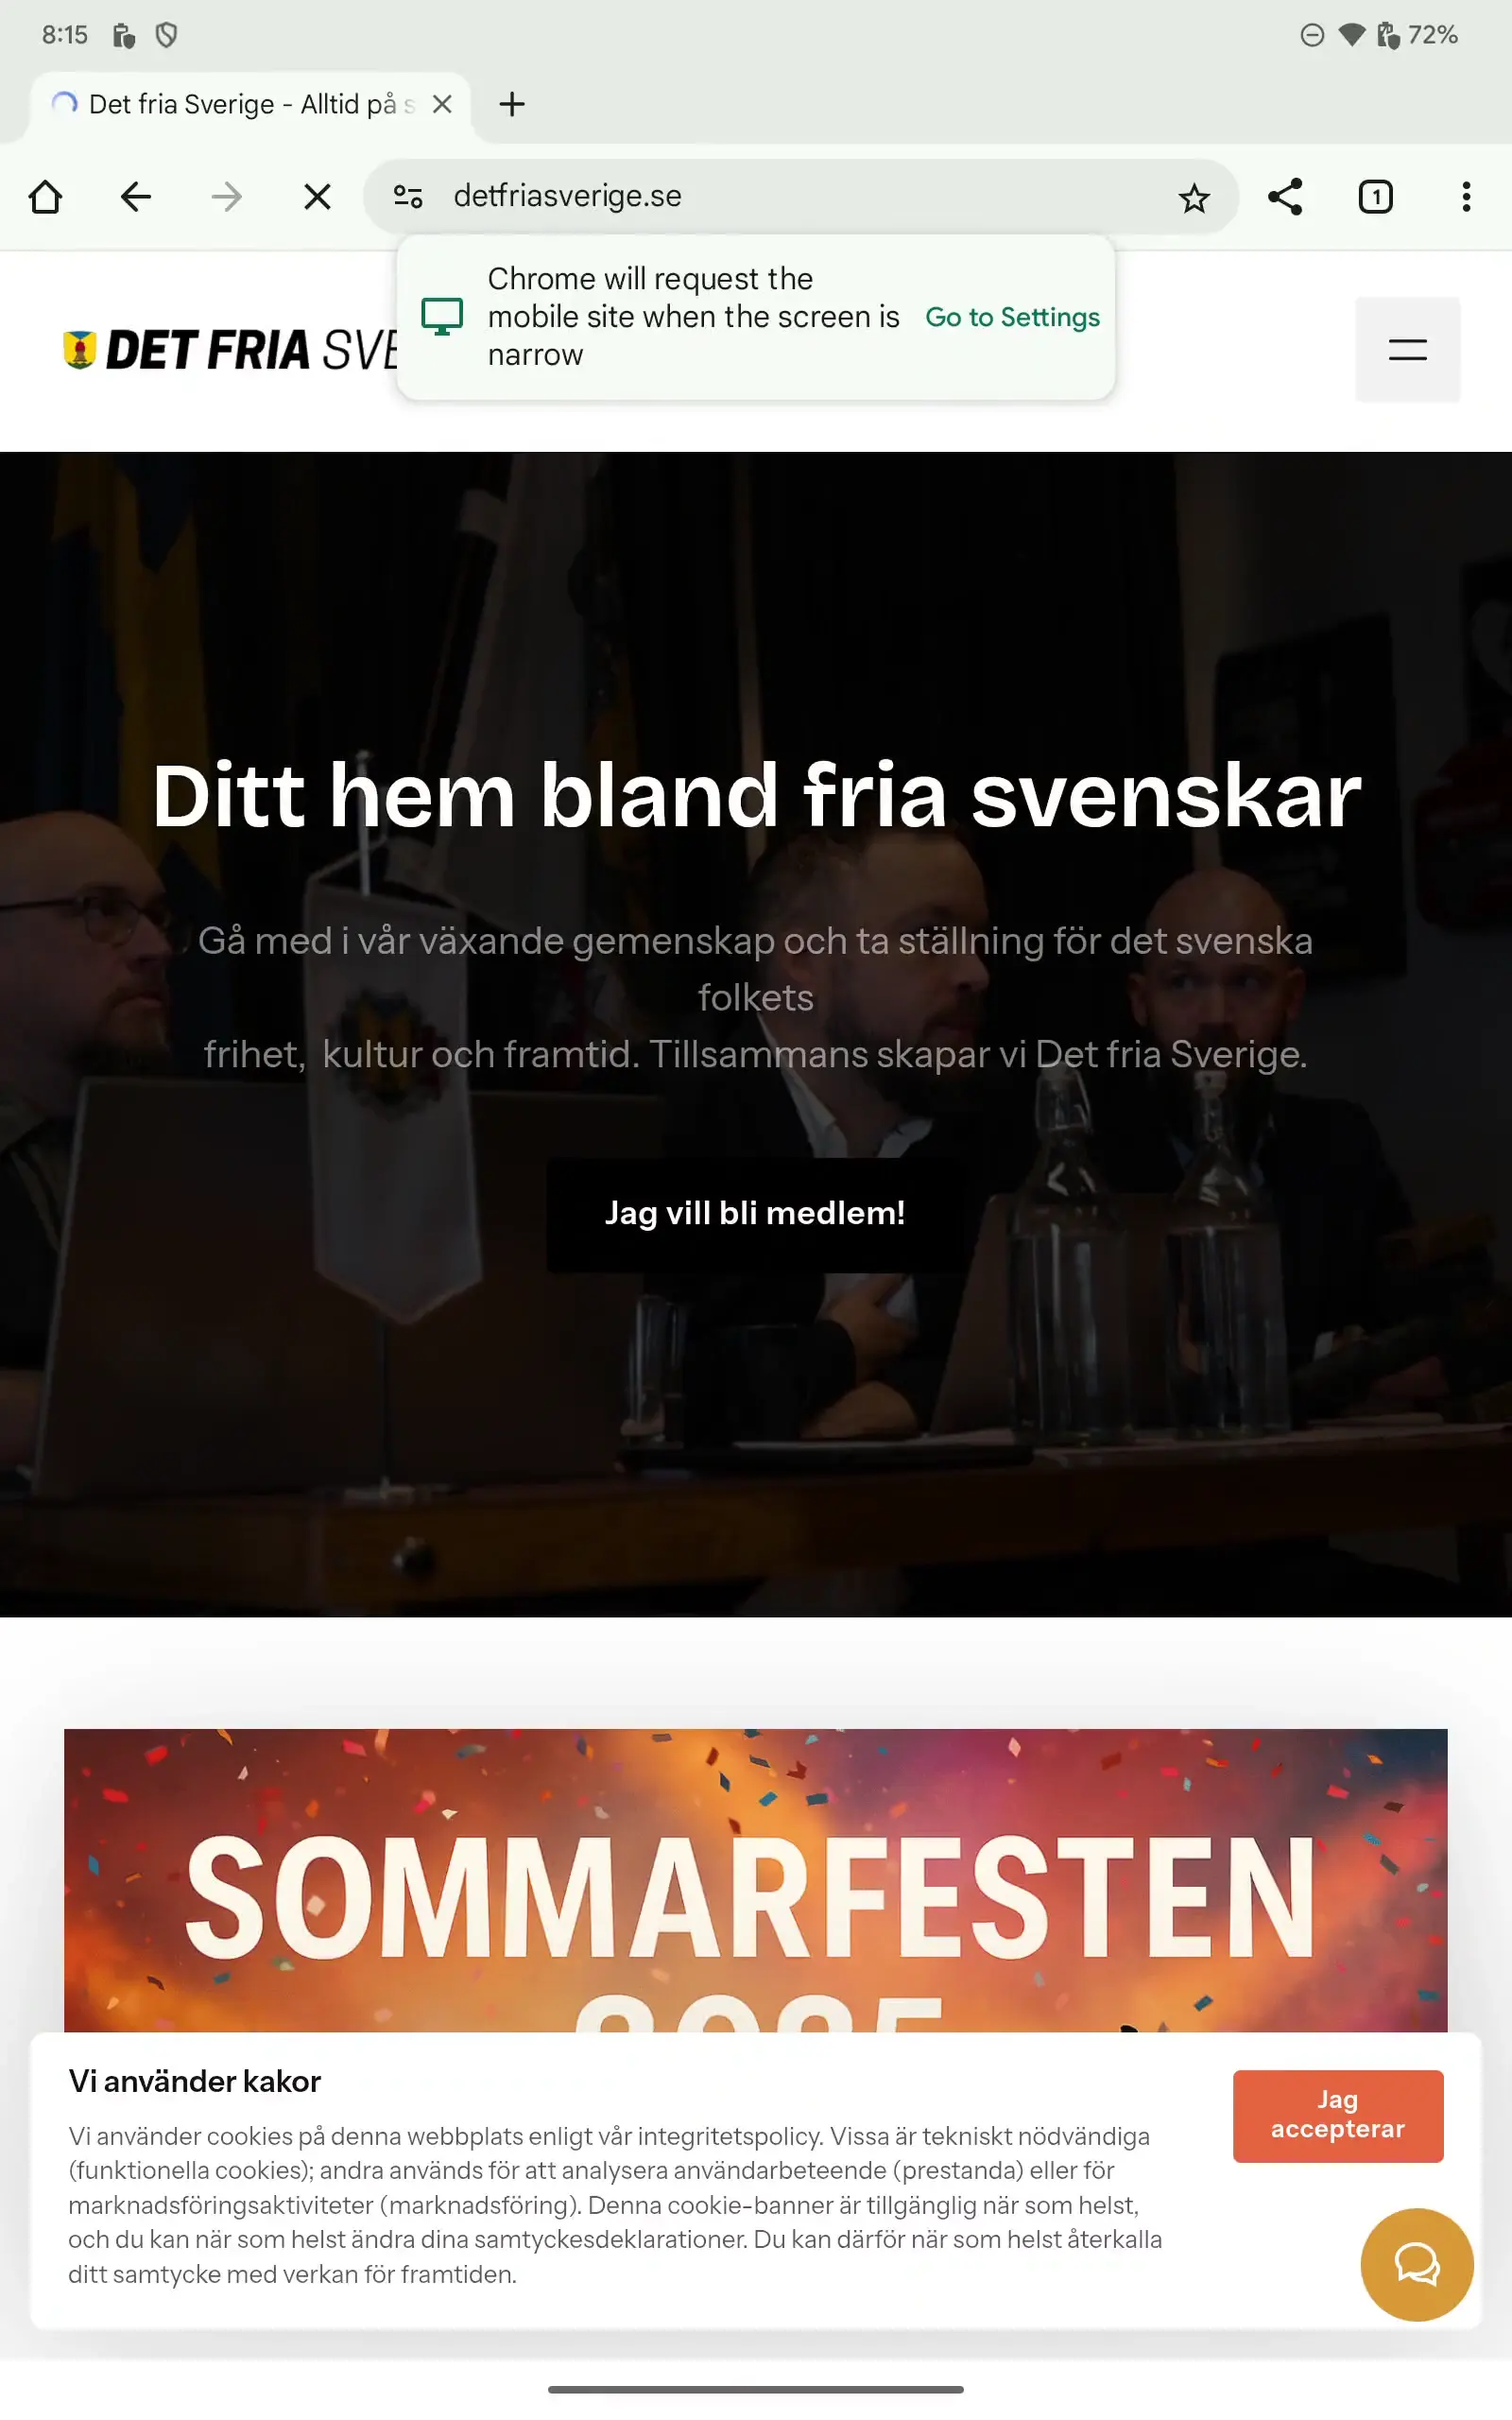 8:15
72%
Det fria Sverige - Alltid på s
detfriasverige.se
1
Chrome will request the
mobile site when the screen is
narrow
Go to Settings
DET FRIA SVE
Ditt hem bland fria svenskar
Gå med i vår växande gemenskap och ta ställning för det svenska
folkets
frihet, kultur och framtid. Tillsammans skapar vi Det fria Sverige.
Jag vill bli medlem!
SOMMARFESTEN
2025
Vi använder kakor
Vi använder cookies på denna webbplats enligt vår integritetspolicy. Vissa är tekniskt nödvändiga
(funktionella cookies); andra används för att analysera användarbeteende (prestanda) eller för
marknadsföringsaktiviteter (marknadsföring). Denna cookie-banner är tillgänglig när som helst,
och du kan när som helst ändra dina samtyckesdeklarationer. Du kan därför när som helst återkalla
ditt samtycke med verkan för framtiden.
Jag
accepterar